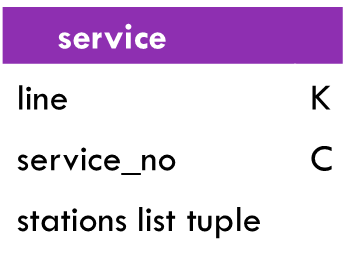 service
line K
service_no C
stations list tuple